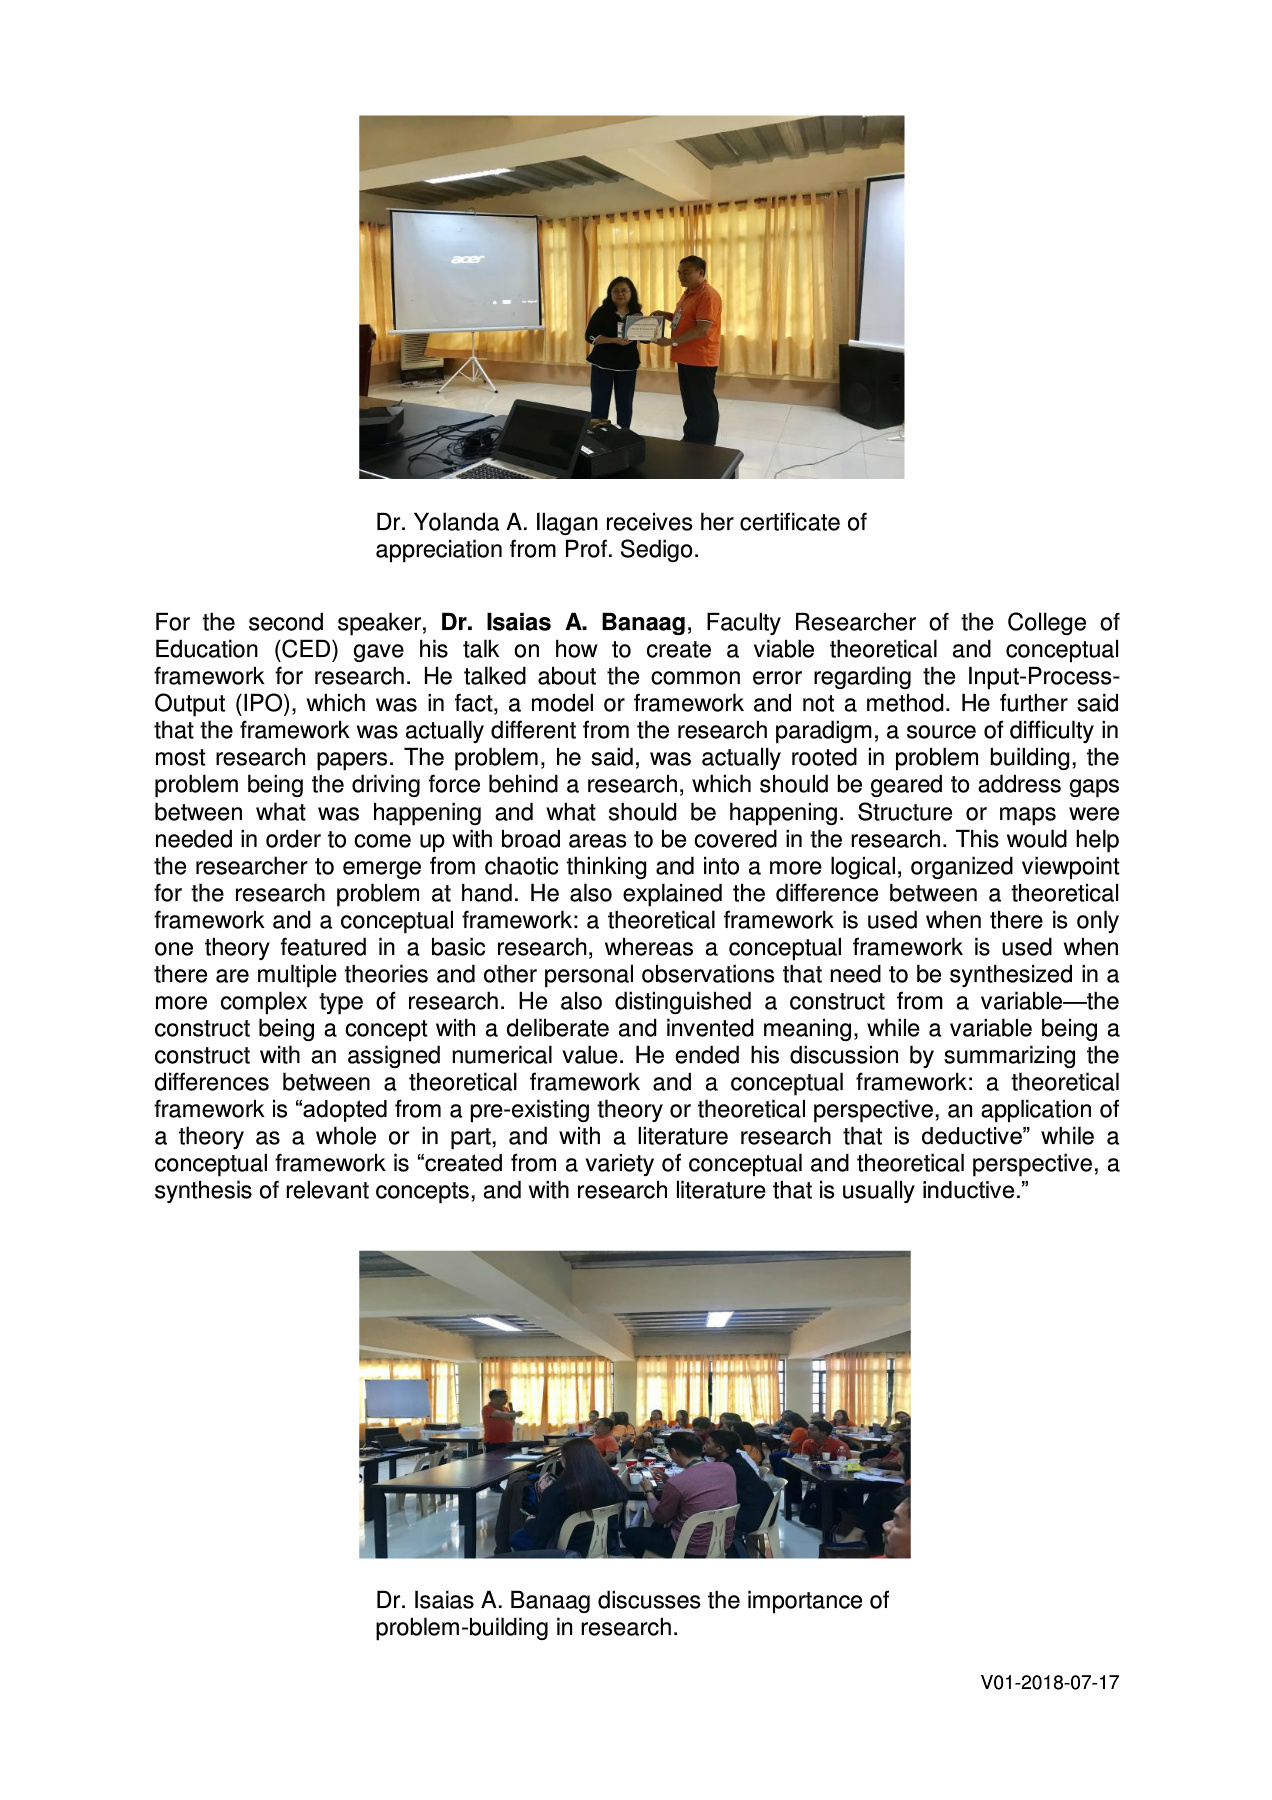 acer
Dr. Yolanda A. Ilagan receives her certificate of
appreciation from Prof. Sedigo.
For the second speaker, Dr. Isaias A. Banaag, Faculty Researcher of the College of
Education (CED) gave his talk on how to create a viable theoretical and conceptual
framework for research. He talked about the common error regarding the Input-Process-
Output (IPO), which was in fact, a model or framework and not a method. He further said
that the framework was actually different from the research paradigm, a source of difficulty in
most research papers. The problem, he said, was actually rooted in problem building, the
problem being the driving force behind a research, which should be geared to address gaps
between what was happening and what should be happening. Structure or maps were
needed in order to come up with broad areas to be covered in the research. This would help
the researcher to emerge from chaotic thinking and into a more logical, organized viewpoint
for the research problem at hand. He also explained the difference between a theoretical
framework and a conceptual framework: a theoretical framework is used when there is only
one theory featured in a basic research, whereas a conceptual framework is used when
there are multiple theories and other personal observations that need to be synthesized in a
more complex type of research. He also distinguished a construct from a variable—the
construct being a concept with a deliberate and invented meaning, while a variable being a
construct with an assigned numerical value. He ended his discussion by summarizing the
differences between a theoretical framework and a conceptual framework: a theoretical
framework is “adopted from a pre-existing theory or theoretical perspective, an application of
a theory as a whole or in part, and with a literature research that is deductive” while a
conceptual framework is “created from a variety of conceptual and theoretical perspective, a
synthesis of relevant concepts, and with research literature that is usually inductive.”
Dr. Isaias A. Banaag discusses the importance of
problem-building in research.
V01-2018-07-17